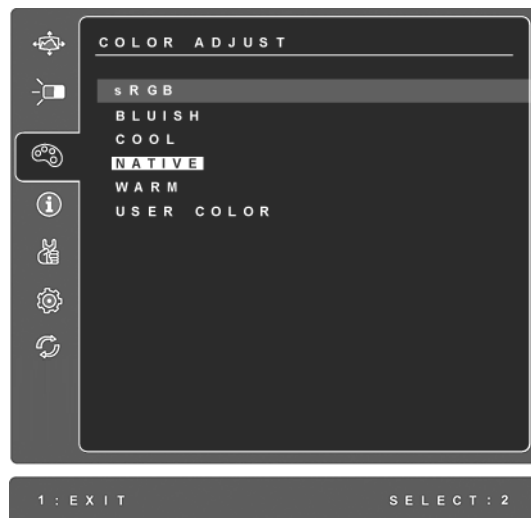 COLOR ADJUST
sRGB
BLUISH
COOL
NATIVE
WARM
USER COLOR
1:EXIT SELECT:2